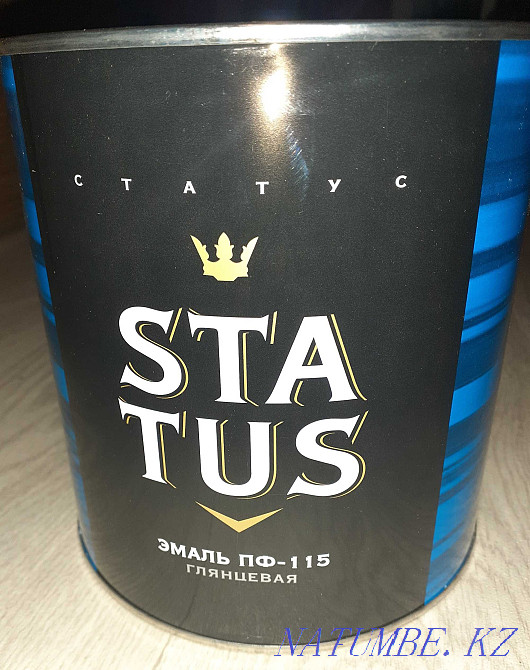 СТАТУС
STA
TUS
ЭМАЛЬ ПФ-115
ГЛЯНЦЕВАЯ
NATUMBE. KZ